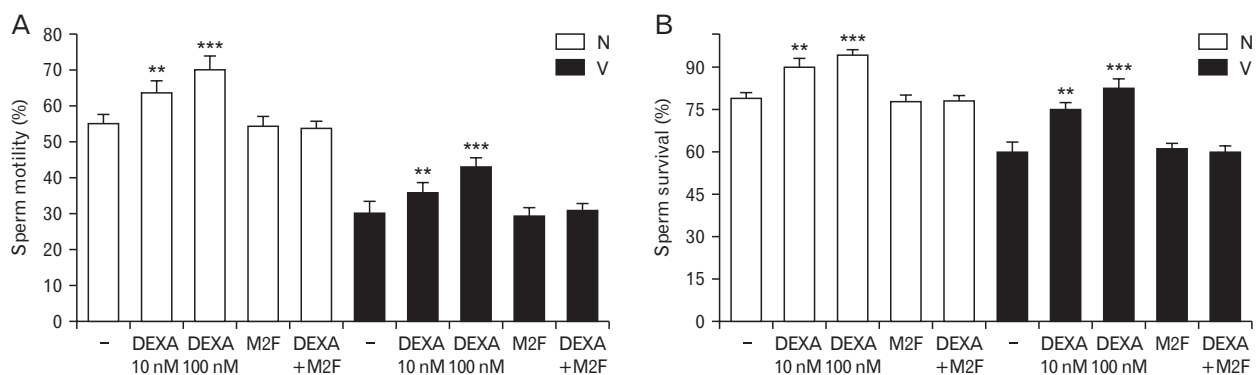 A
80
70
60
50
40
30
20
10
0
Sperm motility (%)
** *** ** ***
N
V
– DEXA DEXA M2F DEXA – DEXA DEXA M2F DEXA
10 nM 100 nM +M2F 10 nM 100 nM +M2F
B
90
75
60
45
30
15
0
Sperm survival (%)
** *** ** ***
N
V
– DEXA DEXA M2F DEXA – DEXA DEXA M2F DEXA
10 nM 100 nM +M2F 10 nM 100 nM +M2F